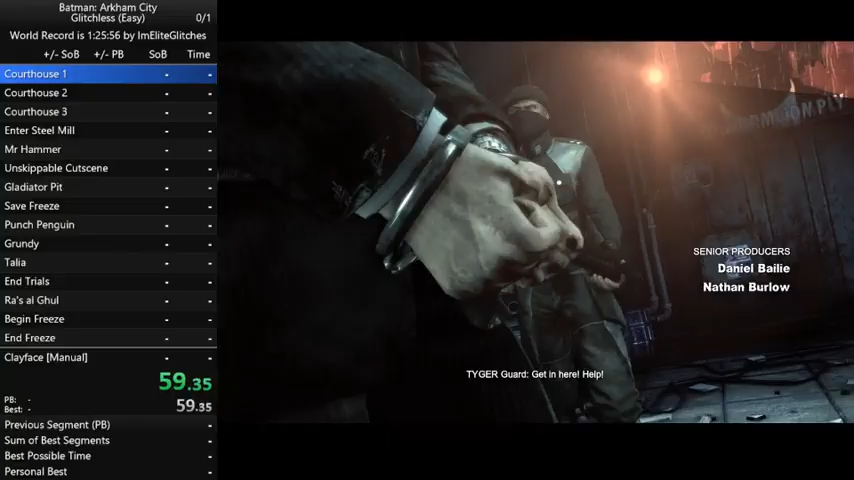 Batman: Arkham City
Glitchless (Easy) 0/1
World Record is 1:25:56 by ImEliteGlitches
+/- SoB +/- PB SoB Time
Courthouse 1 - -
Courthouse 2 - -
Courthouse 3 - -
Enter Steel Mill - -
Mr Hammer - -
Unskippable Cutscene - -
Gladiator Pit - -
Save Freeze - -
Punch Penguin - -
Grundy - -
Talia - -
End Trials - -
Ra's al Ghul - -
Begin Freeze - -
End Freeze - -
Clayface [Manual] - -
59.35
PB: -
Best: - 59.35
Previous Segment (PB) -
Sum of Best Segments -
Best Possible Time -
Personal Best -
SENIOR PRODUCERS
Daniel Bailie
Nathan Burlow
TYGER Guard: Get in here! Help!